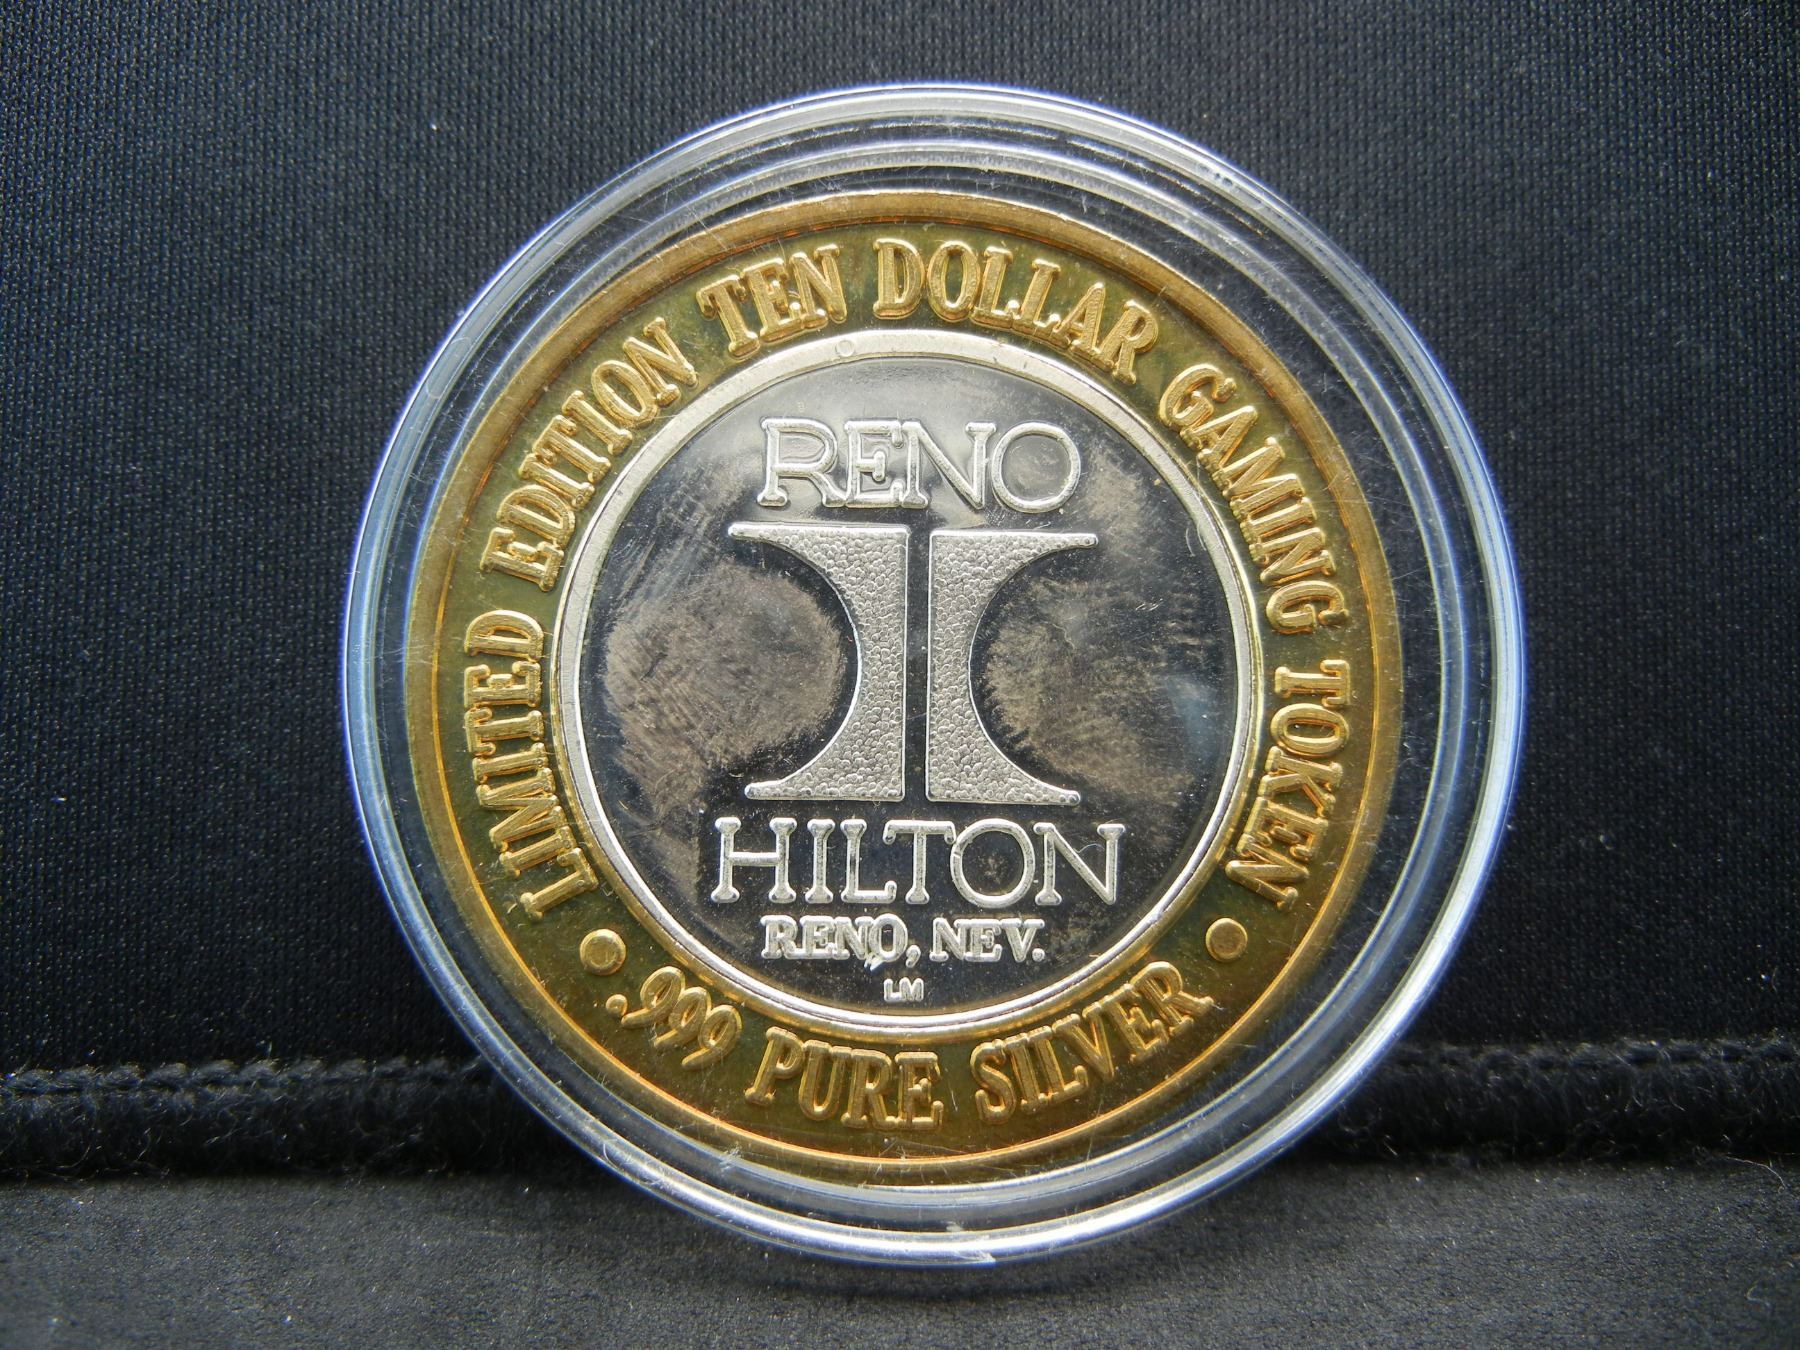 LIMITED EDITION TEN DOLLAR GAMING TOKEN
RENO
HILTON
RENO, NEV.
LM
• .999 PURE SILVER •